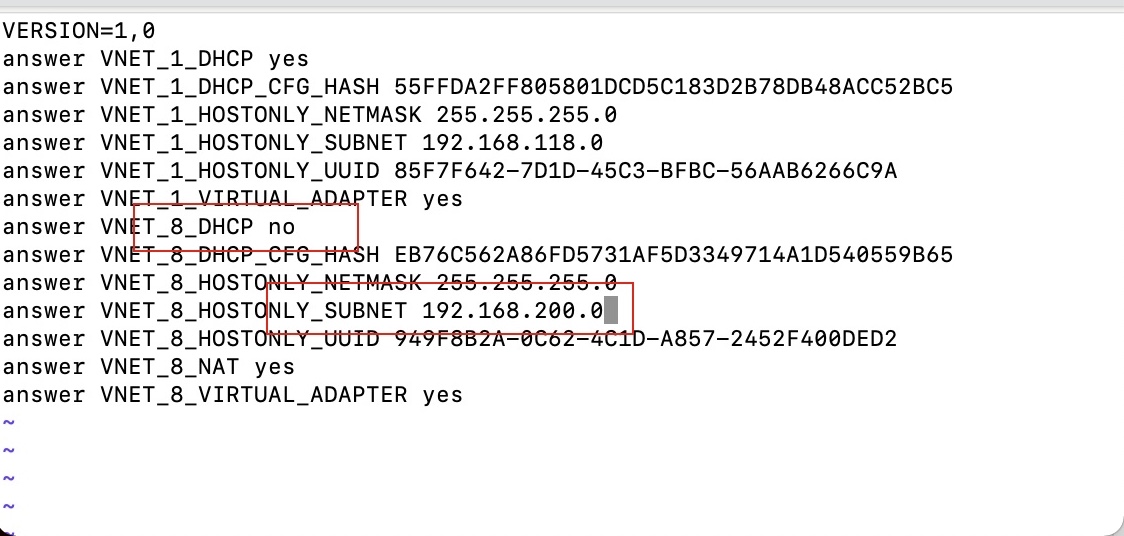 VERSION=1,0
answer VNET_1_DHCP yes
answer VNET_1_DHCP_CFG_HASH 55FFDA2FF805801DCD5C183D2B78DB48ACC52BC5
answer VNET_1_HOSTONLY_NETMASK 255.255.255.0
answer VNET_1_HOSTONLY_SUBNET 192.168.118.0
answer VNET_1_HOSTONLY_UUID 85F7F642-7D1D-45C3-BFBC-56AAB6266C9A
answer VNET_1_VIRTUAL_ADAPTER yes
answer VNET_8_DHCP no
answer VNET_8_DHCP_CFG_HASH EB76C562A86FD5731AF5D3349714A1D540559B65
answer VNET_8_HOSTONLY_NETMASK 255.255.255.0
answer VNET_8_HOSTONLY_SUBNET 192.168.200.0
answer VNET_8_HOSTONLY_UUID 949F8B2A-0C62-4C1D-A857-2452F400DED2
answer VNET_8_NAT yes
answer VNET_8_VIRTUAL_ADAPTER yes
~
~
~
~
~